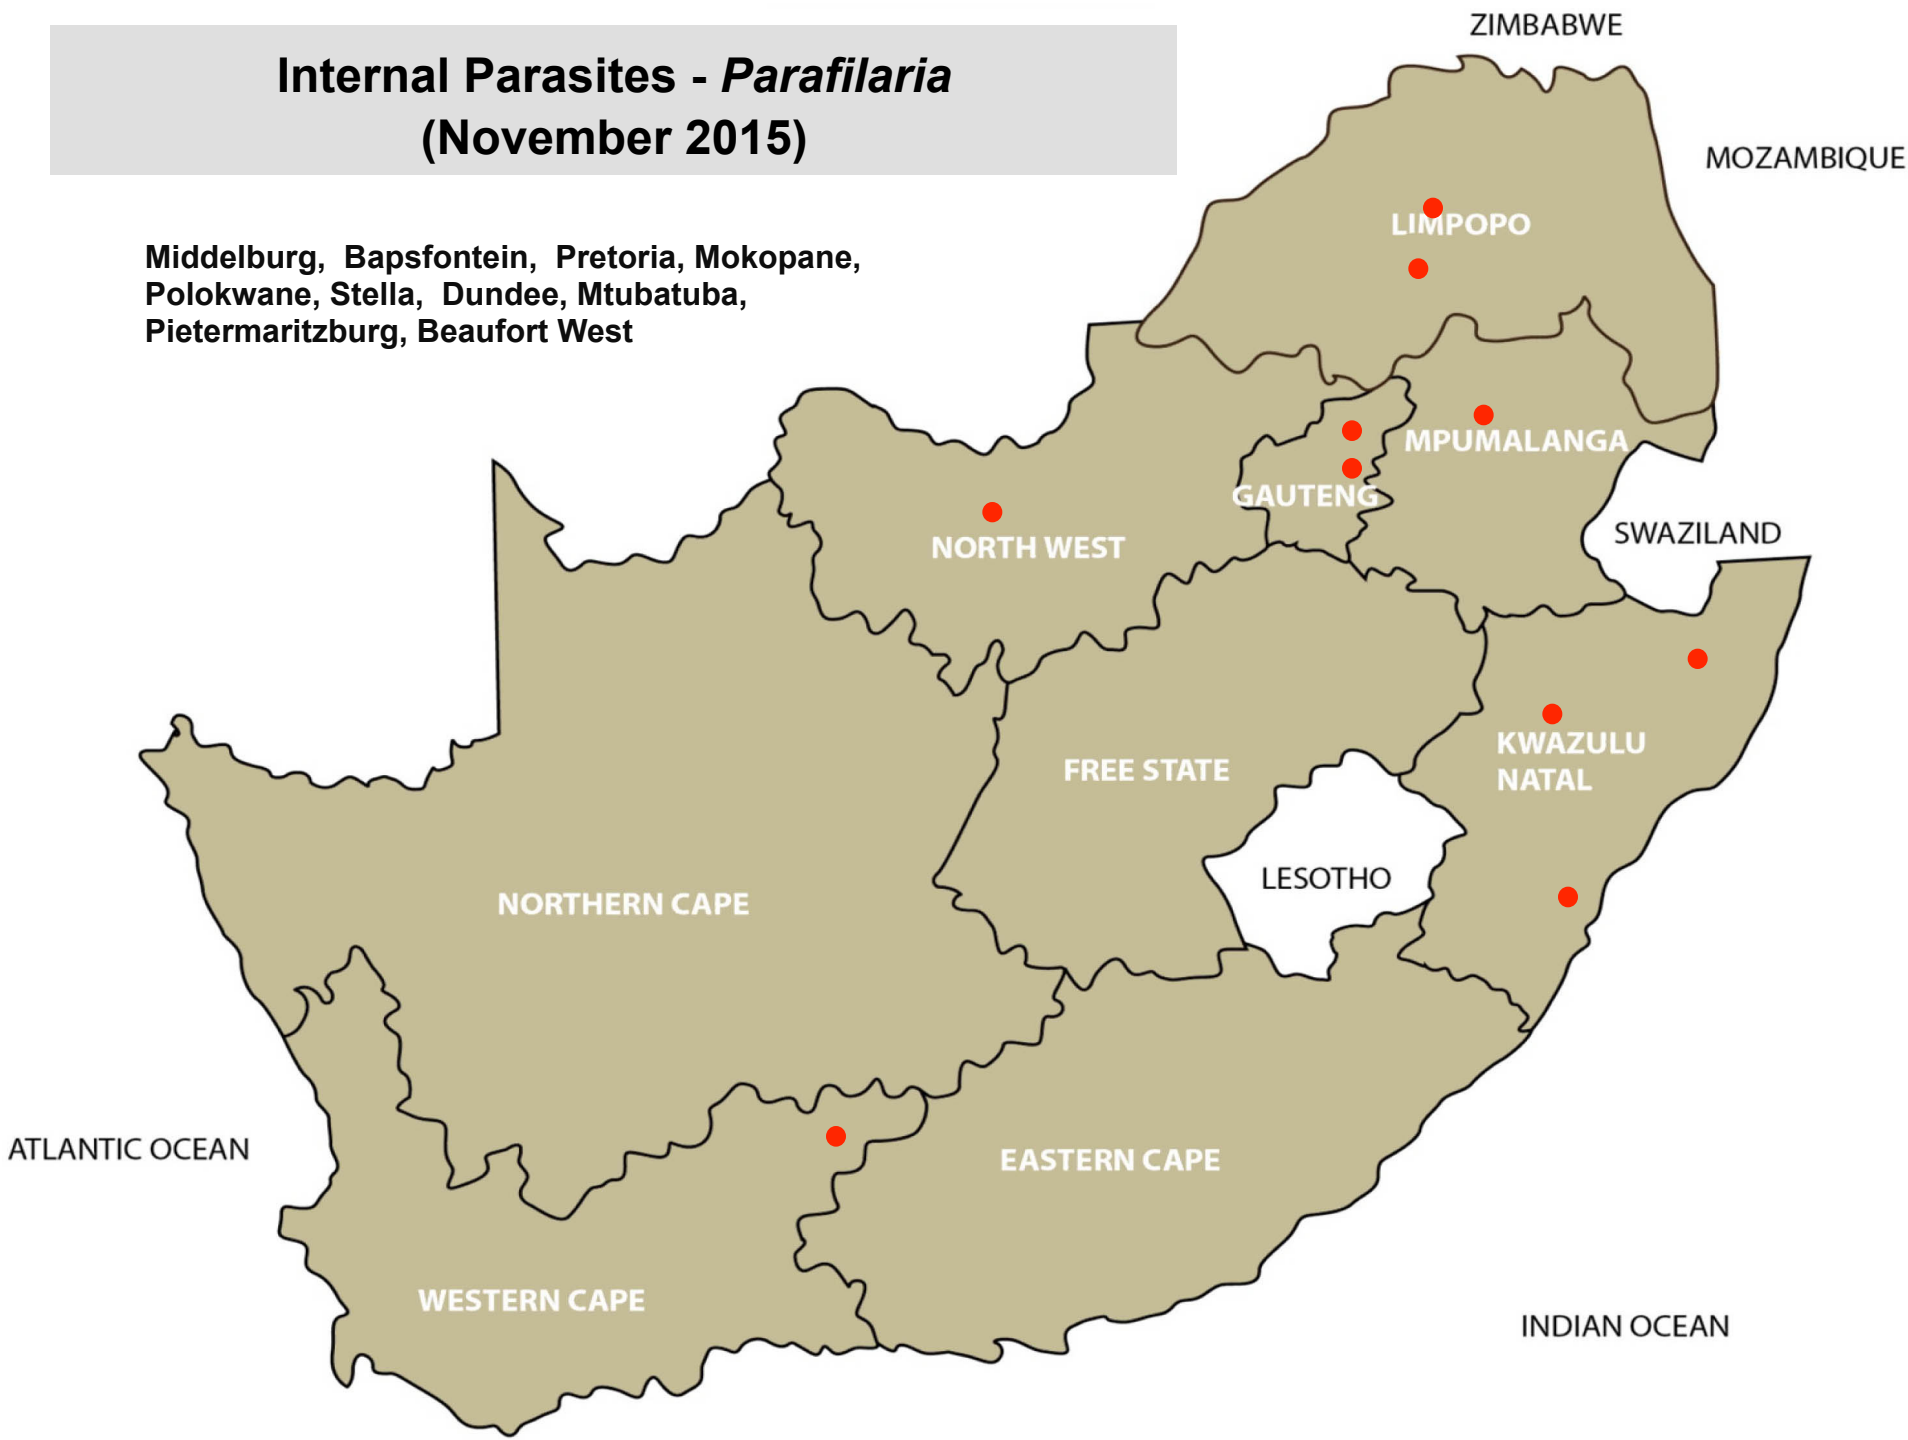 Internal Parasites - Parafilaria
(November 2015)
Middelburg, Bapsfontein, Pretoria, Mokopane,
Polokwane, Stella, Dundee, Mtubatuba,
Pietermaritzburg, Beaufort West
ZIMBABWE
MOZAMBIQUE
LIMPOPO
MPUMALANGA
GAUTENG
SWAZILAND
NORTH WEST
KWAZULU
NATAL
FREE STATE
LESOTHO
NORTHERN CAPE
ATLANTIC OCEAN
EASTERN CAPE
WESTERN CAPE
INDIAN OCEAN